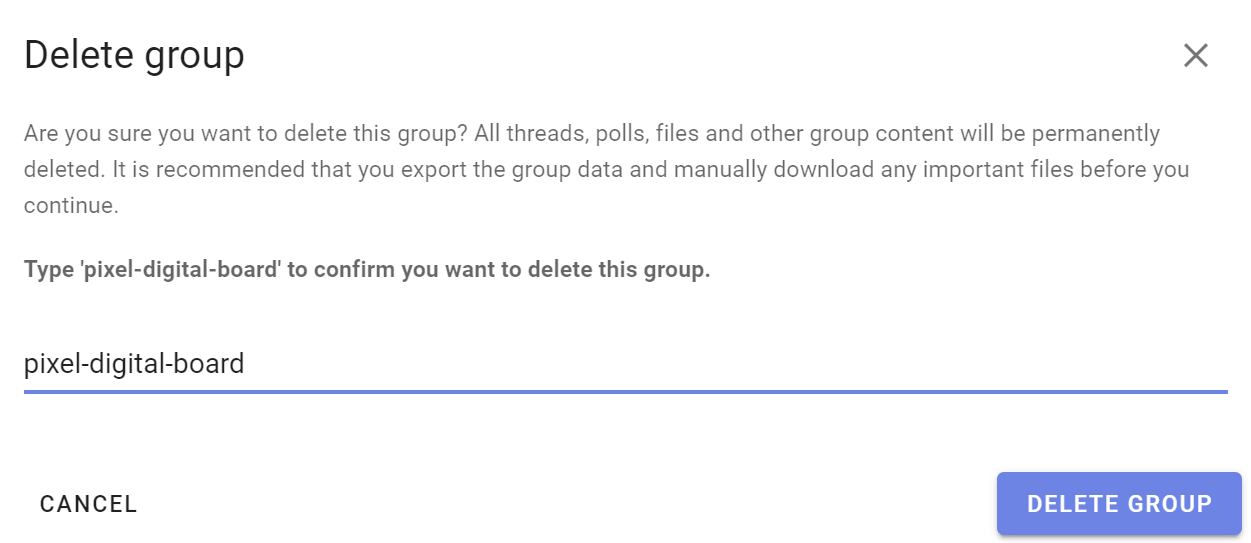 Delete group
Are you sure you want to delete this group? All threads, polls, files and other group content will be permanently
deleted. It is recommended that you export the group data and manually download any important files before you
continue.
Type 'pixel-digital-board' to confirm you want to delete this group.
pixel-digital-board
CANCEL
DELETE GROUP